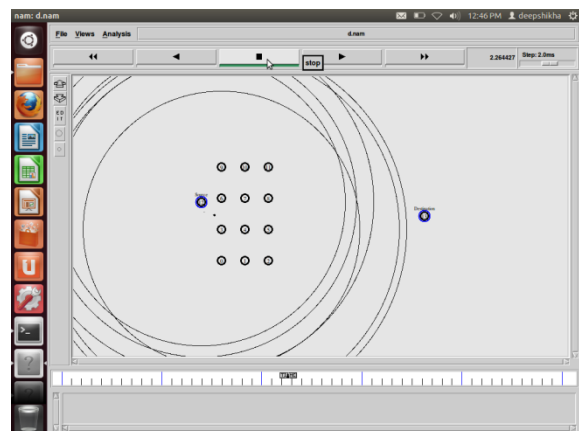 nam: d.nam
12:46 PM deepshikha
File Views Analysis
d.nam
stop
2.264427
Step: 2.0ms
Source
Destination